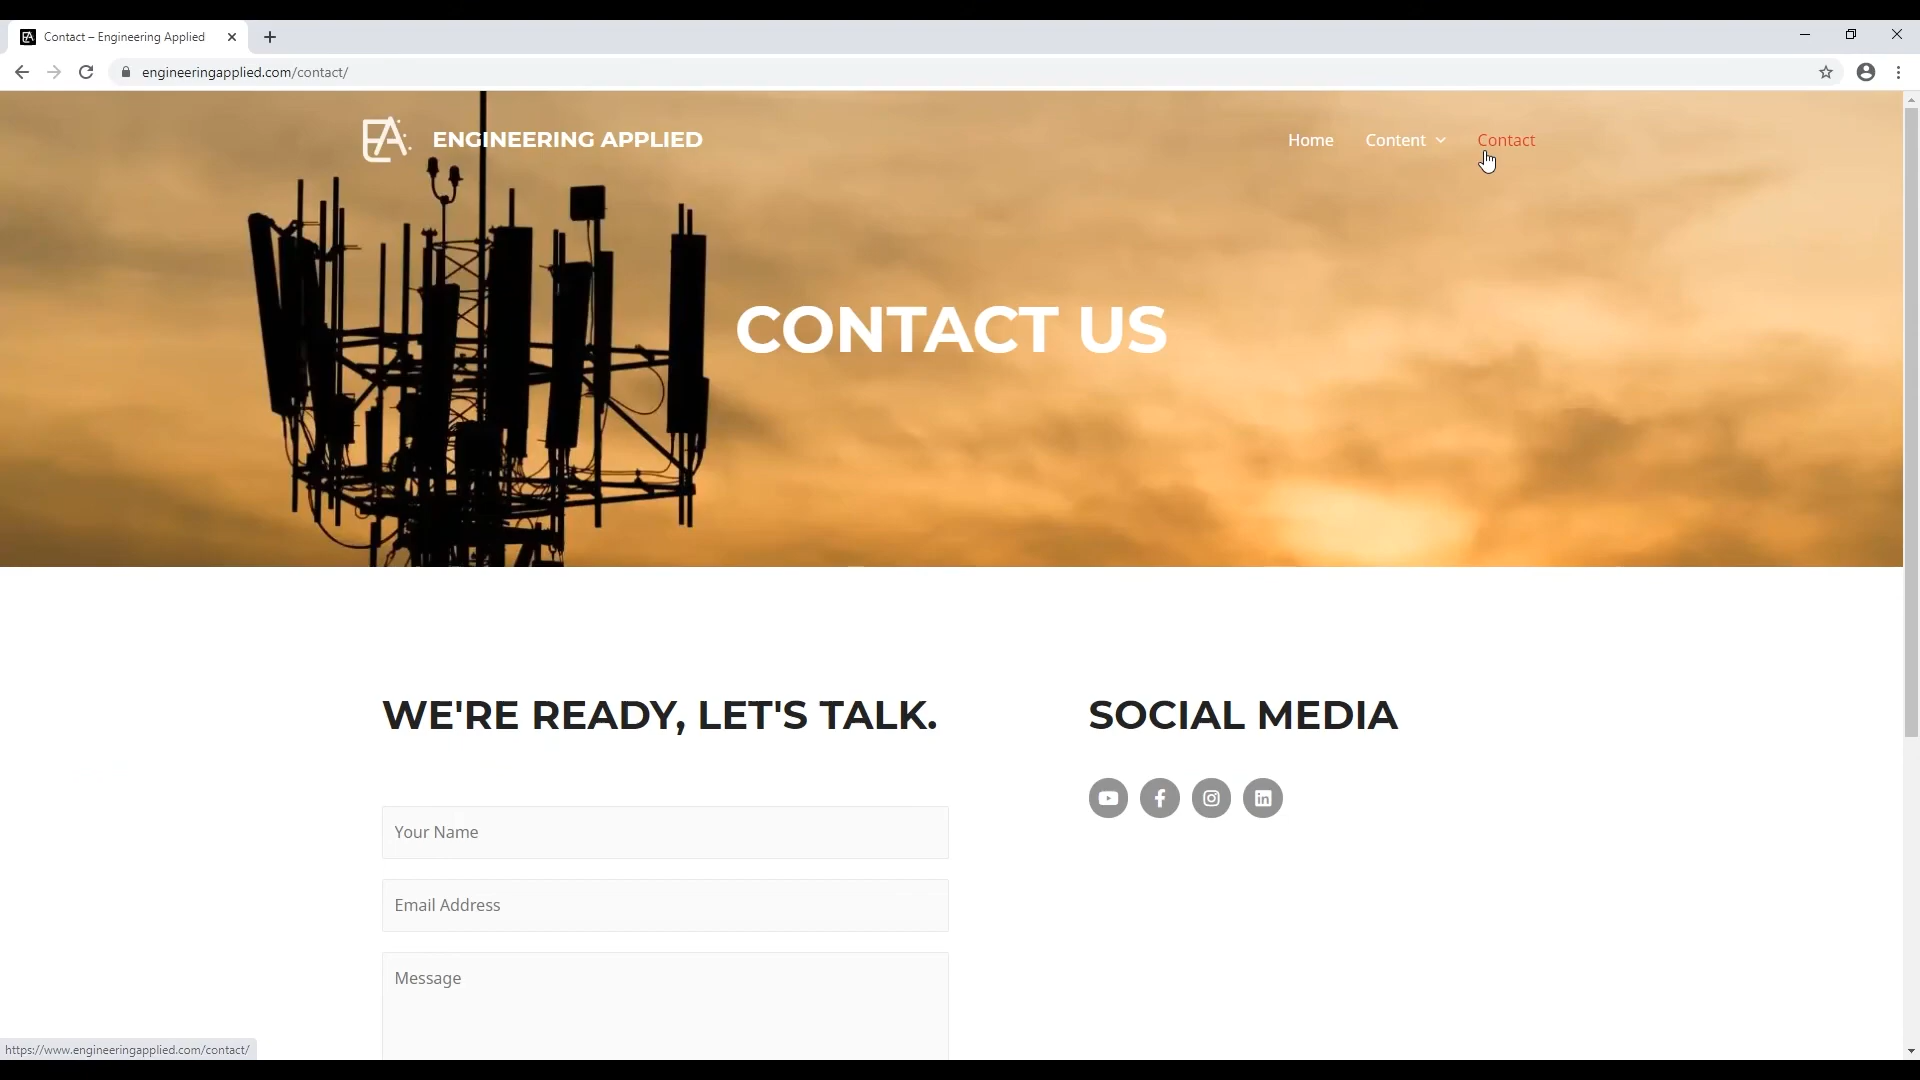 Contact – Engineering Applied
engineeringapplied.com/contact/
EA ENGINEERING APPLIED
Home Content Contact
CONTACT US
WE'RE READY, LET'S TALK.
SOCIAL MEDIA
Your Name
Email Address
Message
https://www.engineeringapplied.com/contact/